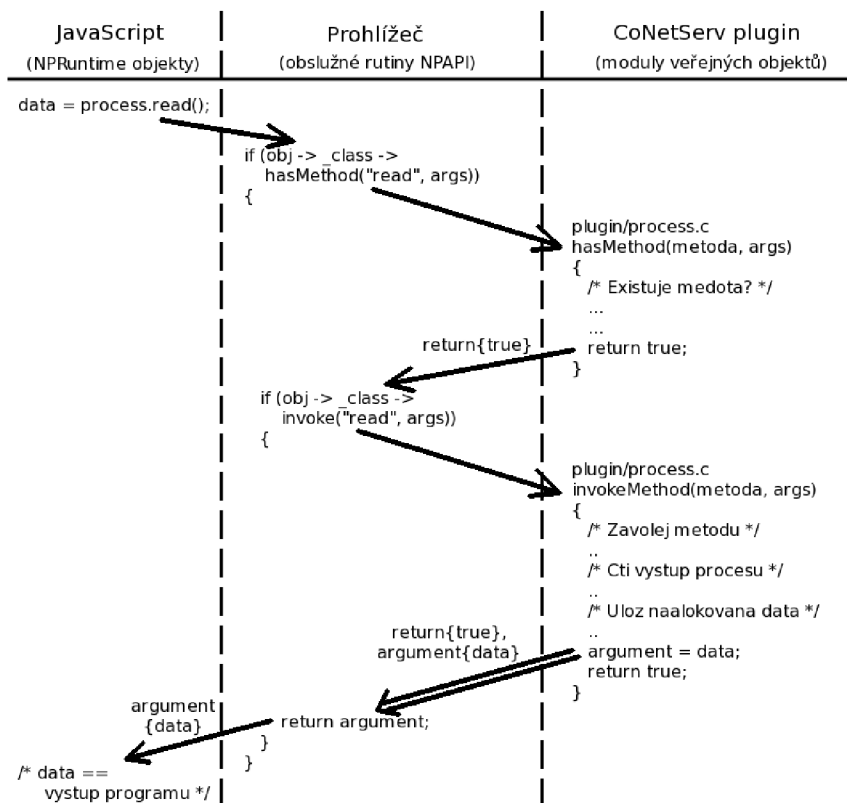 JavaScript
(NPRuntime objekty)
Prohlížeč
(obslužné rutiny NPAPI)
CoNetServ plugin
(moduly veřejných objektů)
data = process.read();
if (obj -> _class ->
hasMethod("read", args))
{
plugin/process.c
hasMethod(metoda, args)
{
/* Existuje medota? */
...
...
return true;
}
return{true}
if (obj -> _class ->
invoke("read", args))
{
plugin/process.c
invokeMethod(metoda, args)
{
/* Zavolej metodu */
..
/* Cti vystup procesu */
..
/* Uloz naalokovana data */
..
argument = data;
return true;
}
return{true},
argument{data}
return argument;
}
}
argument
{data}
/* data ==
vystup programu */